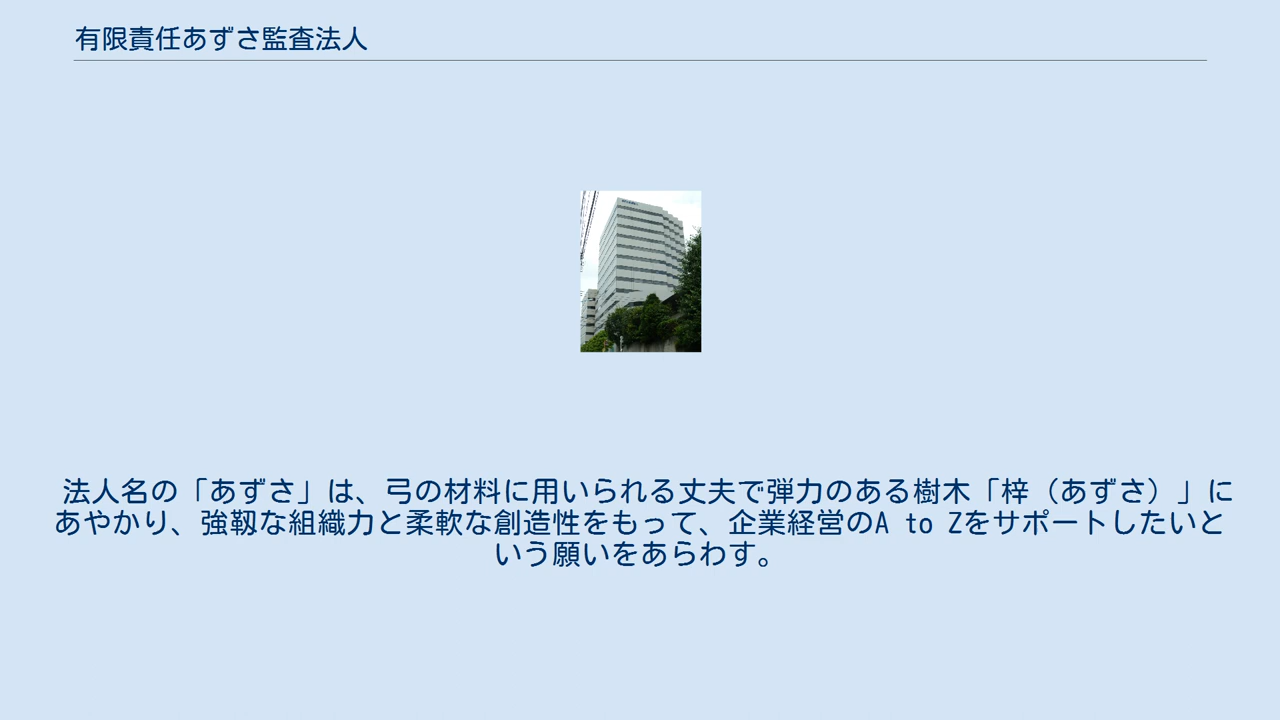 有限責任あずさ監査法人
法人名の「あずさ」は、弓の材料に用いられる丈夫で弾力のある樹木「梓（あずさ）」に
あやかり、強靱な組織力と柔軟な創造性をもって、企業経営のA to Zをサポートしたいと
いう願いをあらわす。